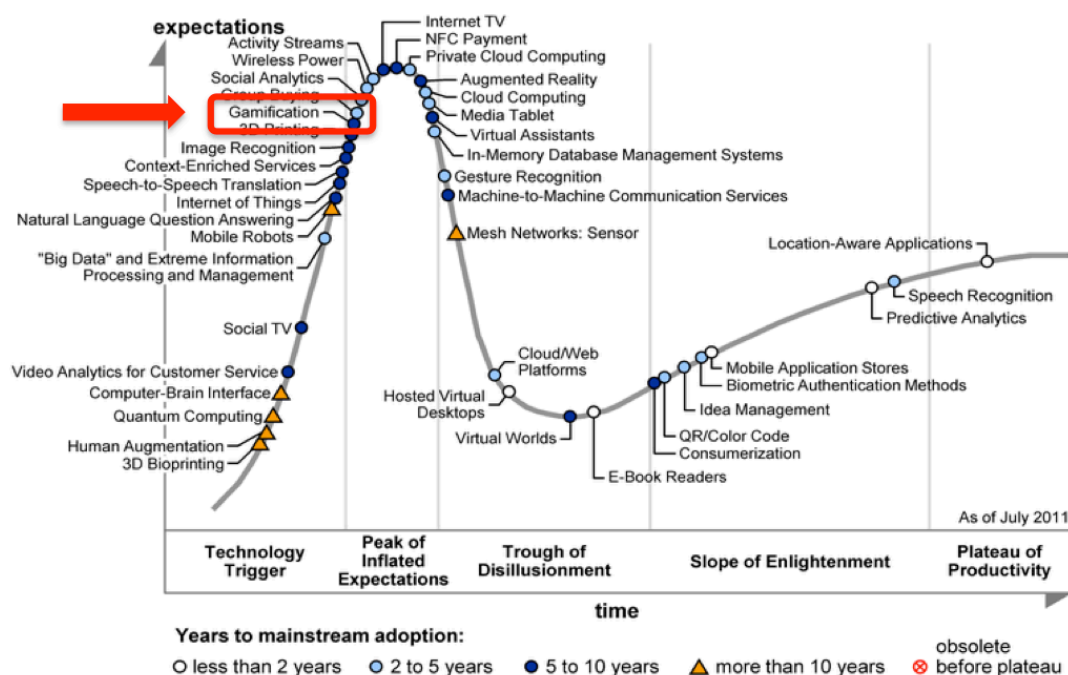 expectations
Activity Streams
Wireless Power
Social Analytics
Group Buying
Gamification
3D Printing
Image Recognition
Context-Enriched Services
Speech-to-Speech Translation
Internet of Things
Natural Language Question Answering
Mobile Robots
"Big Data" and Extreme Information
Processing and Management
Social TV
Video Analytics for Customer Service
Computer-Brain Interface
Quantum Computing
Human Augmentation
3D Bioprinting
Internet TV
NFC Payment
Private Cloud Computing
Augmented Reality
Cloud Computing
Media Tablet
Virtual Assistants
In-Memory Database Management Systems
Gesture Recognition
Machine-to-Machine Communication Services
Mesh Networks: Sensor
Cloud/Web
Platforms
Hosted Virtual
Desktops
Virtual Worlds
E-Book Readers
Consumerization
QR/Color Code
Idea Management
Biometric Authentication Methods
Mobile Application Stores
Predictive Analytics
Speech Recognition
Location-Aware Applications
As of July 2011
Technology
Trigger
Peak of
Inflated
Expectations
Trough of
Disillusionment
Slope of Enlightenment
Plateau of
Productivity
time
Years to mainstream adoption:
less than 2 years
2 to 5 years
5 to 10 years
more than 10 years
obsolete
before plateau